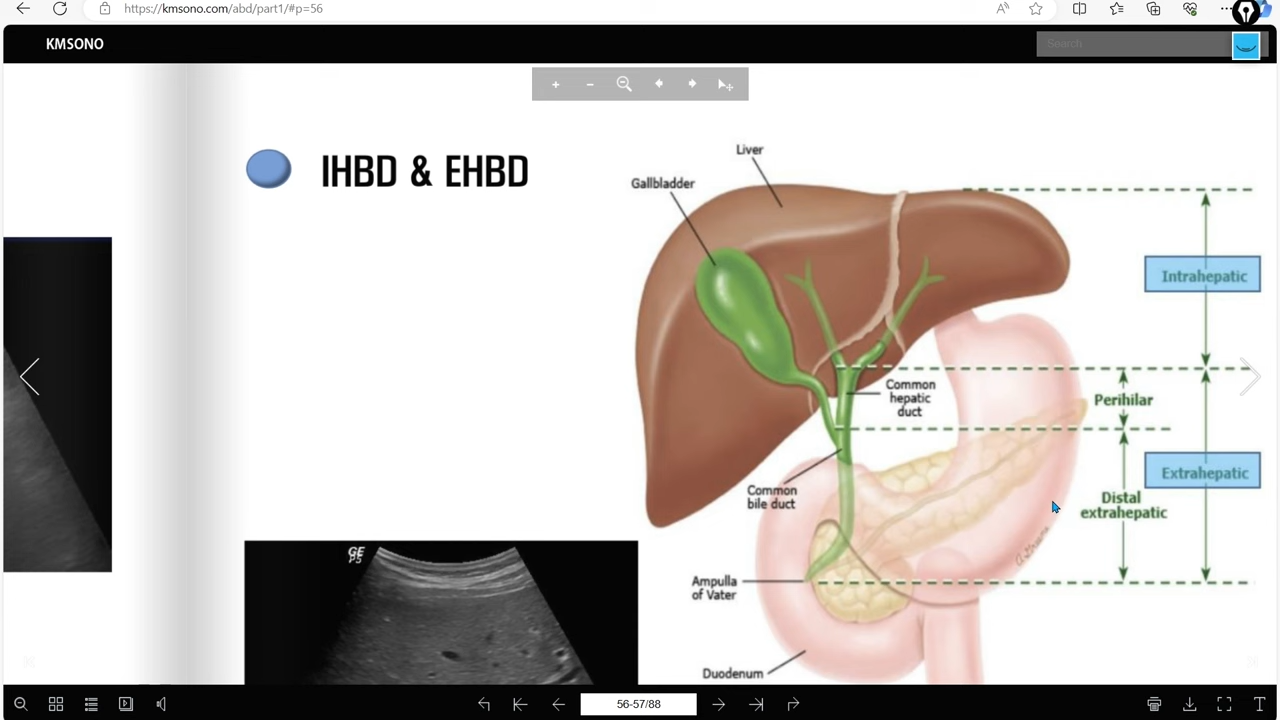 https://kmsono.com/abd/part1/#p=56
KMSONO
Search
IHBD & EHBD
Liver
Gallbladder
Intrahepatic
Common
hepatic
duct
Perihilar
Extrahepatic
Common
bile duct
Distal
extrahepatic
Ampulla
of Vater
Duodenum
GE
56-57/88